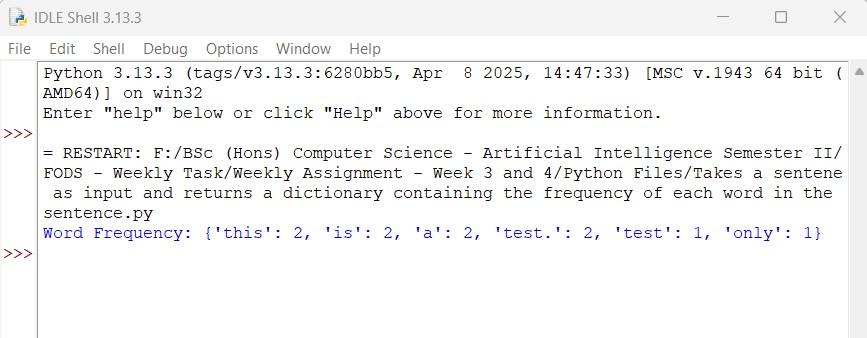 IDLE Shell 3.13.3
File Edit Shell Debug Options Window Help
Python 3.13.3 (tags/v3.13.3:6280bb5, Apr  8 2025, 14:47:33) [MSC v.1943 64 bit (
AMD64)] on win32
Enter "help" below or click "Help" above for more information.
>>>
= RESTART: F:/BSc (Hons) Computer Science - Artificial Intelligence Semester II/
FODS - Weekly Task/Weekly Assignment - Week 3 and 4/Python Files/Takes a sentene
 as input and returns a dictionary containing the frequency of each word in the
sentence.py
Word Frequency: {'this': 2, 'is': 2, 'a': 2, 'test.': 2, 'test': 1, 'only': 1}
>>>